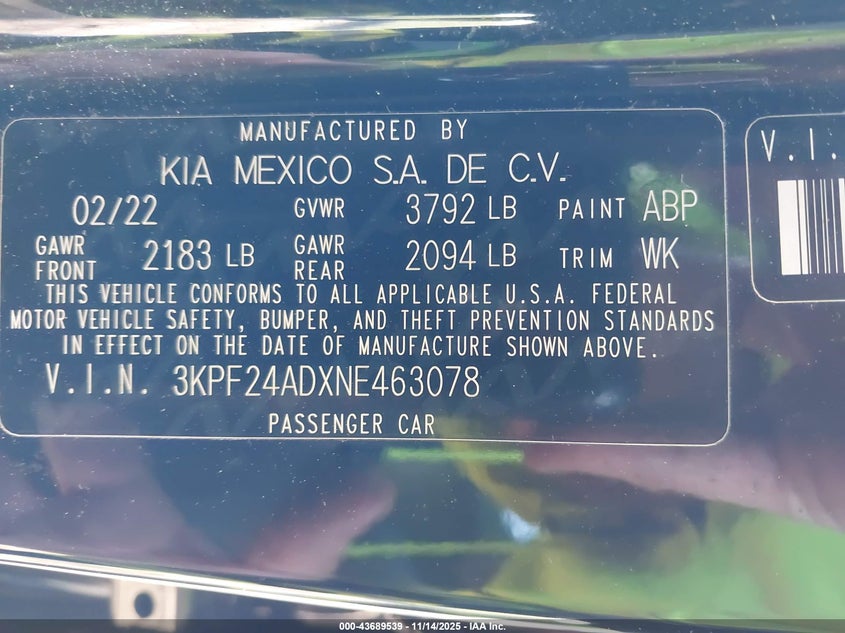 MANUFACTURED BY
KIA MEXICO S.A. DE C.V.
02/22 GVWR 3792 LB PAINT ABP
GAWR FRONT 2183 LB GAWR REAR 2094 LB TRIM WK
THIS VEHICLE CONFORMS TO ALL APPLICABLE U.S.A. FEDERAL
MOTOR VEHICLE SAFETY, BUMPER, AND THEFT PREVENTION STANDARDS
IN EFFECT ON THE DATE OF MANUFACTURE SHOWN ABOVE.
V.I.N. 3KPF24ADXNE463078
PASSENGER CAR
V.I.
000-43689539 - 11/14/2025 - IAA Inc.